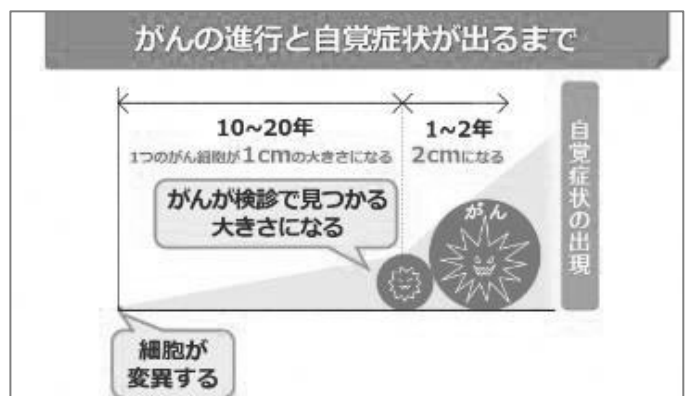 がんの進行と自覚症状が出るまで
10~20年
1つのがん細胞が1cmの大きさになる
1~2年
2cmになる
がんが検診で見つかる
大きさになる
がん
自覚症状の出現
細胞が
変異する